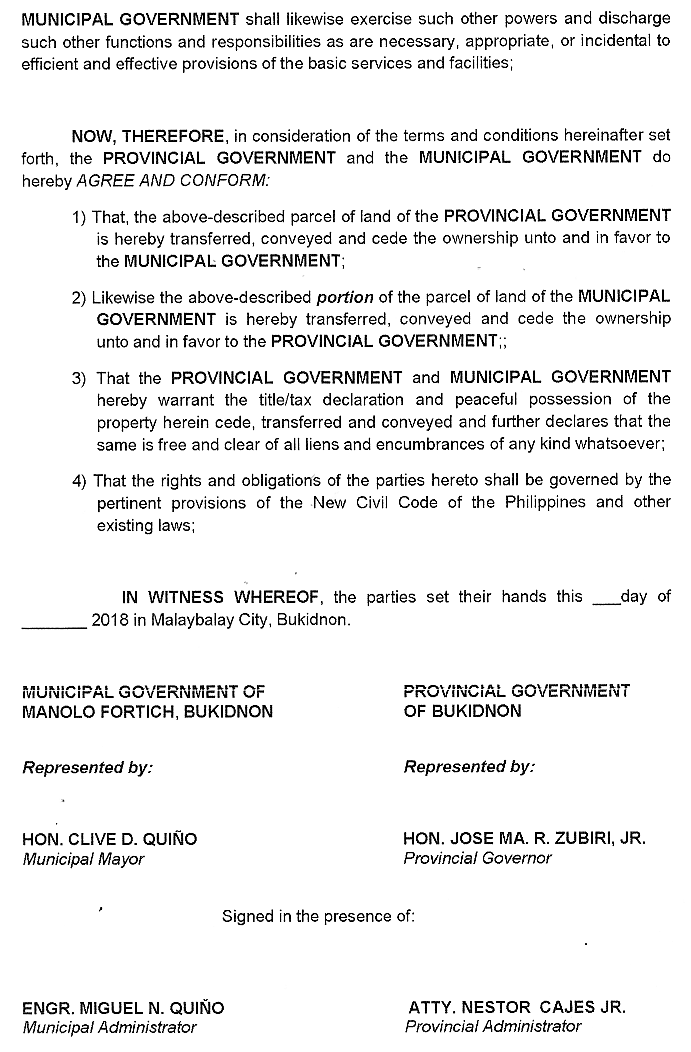 MUNICIPAL GOVERNMENT shall likewise exercise such other powers and discharge
such other functions and responsibilities as are necessary, appropriate, or incidental to
efficient and effective provisions of the basic services and facilities;
NOW, THEREFORE, in consideration of the terms and conditions hereinafter set
forth, the PROVINCIAL GOVERNMENT and the MUNICIPAL GOVERNMENT do
hereby AGREE AND CONFORM:
1) That, the above-described parcel of land of the PROVINCIAL GOVERNMENT
is hereby transferred, conveyed and cede the ownership unto and in favor to
the MUNICIPAL GOVERNMENT;
2) Likewise the above-described portion of the parcel of land of the MUNICIPAL
GOVERNMENT is hereby transferred, conveyed and cede the ownership
unto and in favor to the PROVINCIAL GOVERNMENT;;
3) That the PROVINCIAL GOVERNMENT and MUNICIPAL GOVERNMENT
hereby warrant the title/tax declaration and peaceful possession of the
property herein cede, transferred and conveyed and further declares that the
same is free and clear of all liens and encumbrances of any kind whatsoever;
4) That the rights and obligations of the parties hereto shall be governed by the
pertinent provisions of the New Civil Code of the Philippines and other
existing laws;
IN WITNESS WHEREOF, the parties set their hands this ___day of
_______ 2018 in Malaybalay City, Bukidnon.
MUNICIPAL GOVERNMENT OF
MANOLO FORTICH, BUKIDNON
PROVINCIAL GOVERNMENT
OF BUKIDNON
Represented by:
Represented by:
HON. CLIVE D. QUIÑO
Municipal Mayor
HON. JOSE MA. R. ZUBIRI, JR.
Provincial Governor
Signed in the presence of:
ENGR. MIGUEL N. QUIÑO
Municipal Administrator
ATTY. NESTOR CAJES JR.
Provincial Administrator